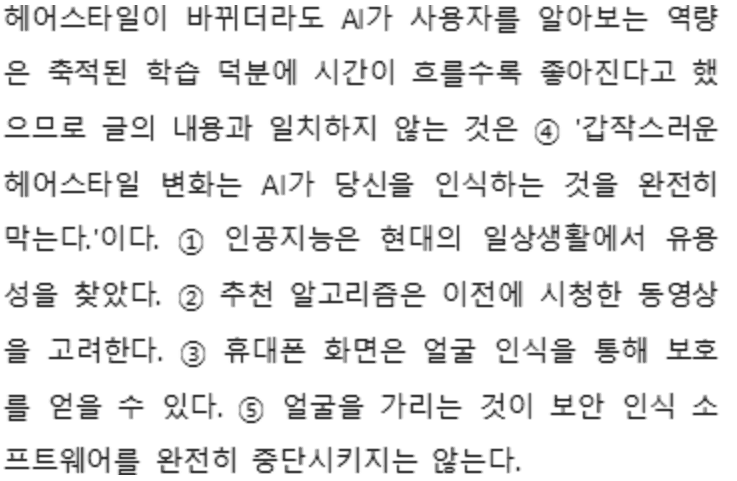 헤어스타일이 바뀌더라도 AI가 사용자를 알아보는 역량
은 축적된 학습 덕분에 시간이 흐를수록 좋아진다고 했
으므로 글의 내용과 일치하지 않는 것은 ④ '갑작스러운
헤어스타일 변화는 AI가 당신을 인식하는 것을 완전히
막는다.'이다. ① 인공지능은 현대의 일상생활에서 유용
성을 찾았다. ② 추천 알고리즘은 이전에 시청한 동영상
을 고려한다. ③ 휴대폰 화면은 얼굴 인식을 통해 보호
를 얻을 수 있다. ⑤ 얼굴을 가리는 것이 보안 인식 소
프트웨어를 완전히 중단시키지는 않는다.